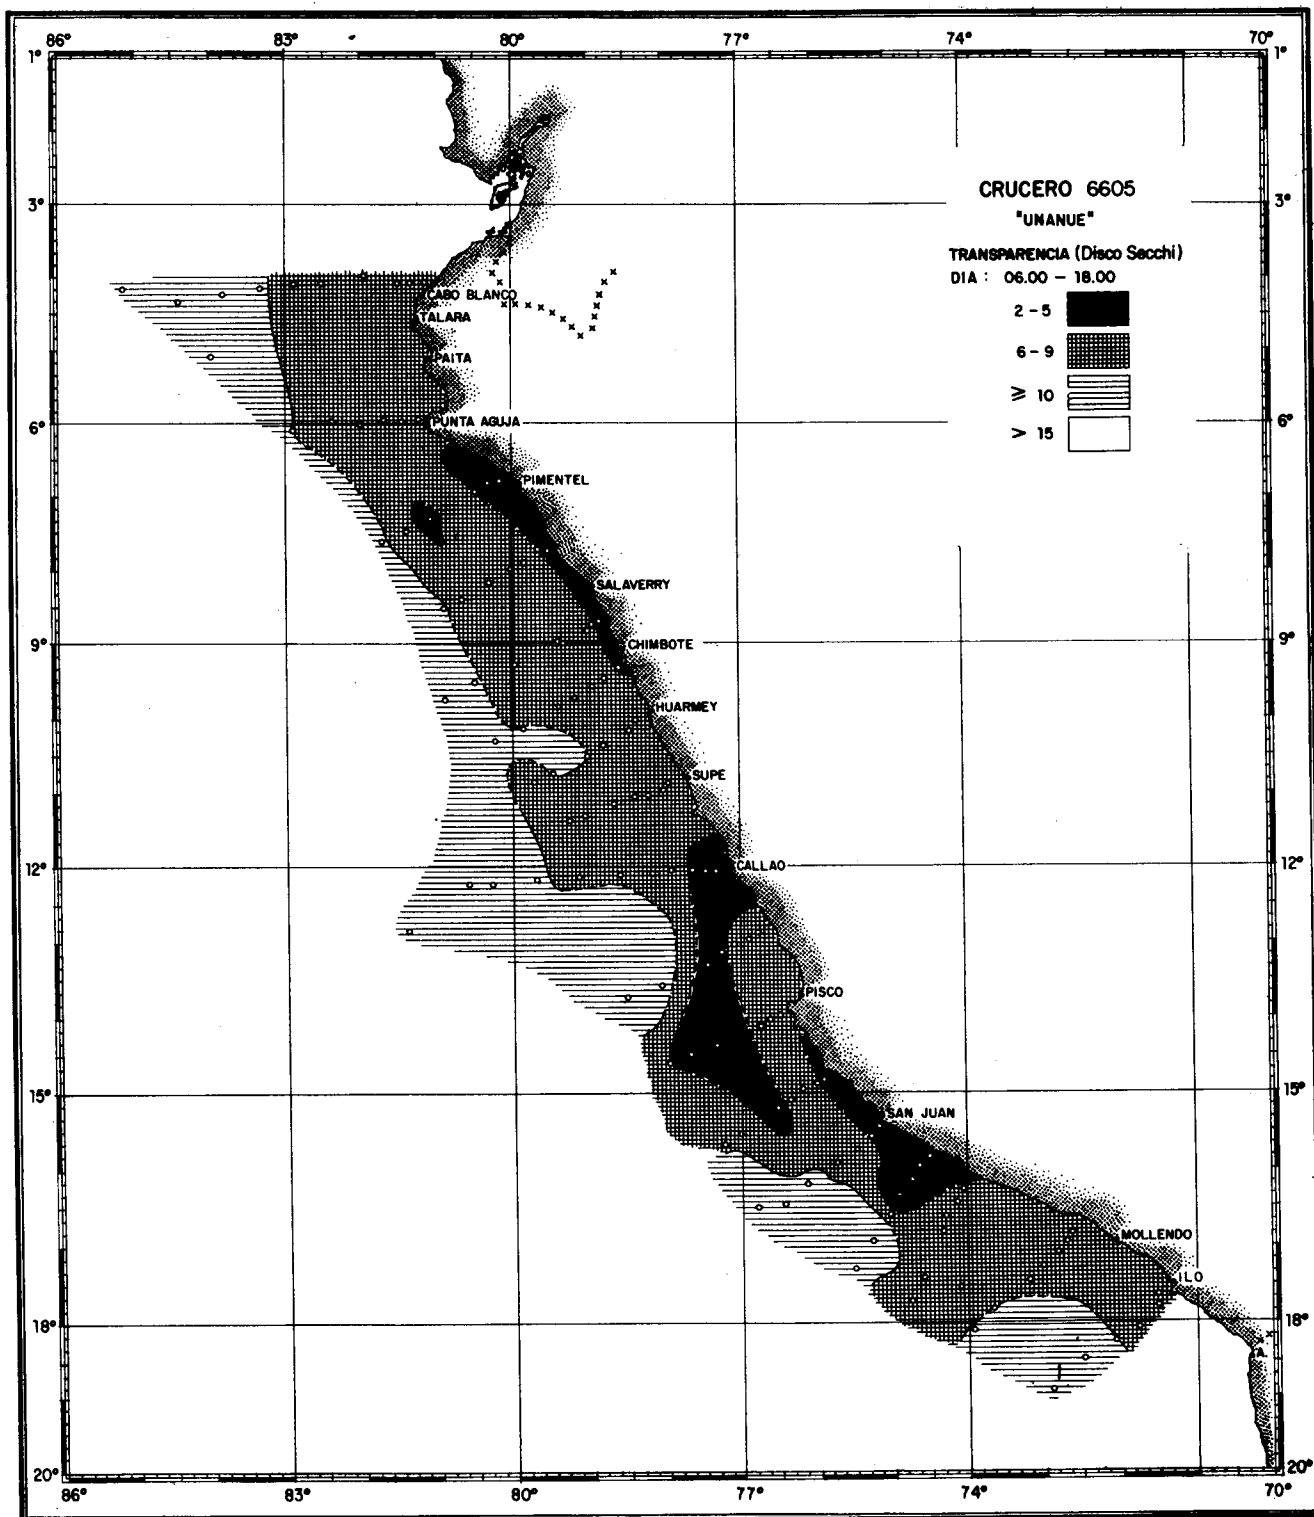 86° 83° 80° 77° 74° 70°
1° 1°
CRUCERO 6605
"UNANUE"
3° 3°
TRANSPARENCIA (Disco Secchi)
DIA : 06.00 – 18.00
2 – 5
6 – 9
≥ 10
> 15
CABO BLANCO
TALARA
PAITA
PUNTA AGUJA
6° 6°
PIMENTEL
SALAVERRY
9° 9°
CHIMBOTE
HUARMEY
SUPE
12° 12°
CALLAO
PISCO
15° 15°
SAN JUAN
MOLLENDO
ILO
18° 18°
A.
20° 20°
86° 83° 80° 77° 74° 70°